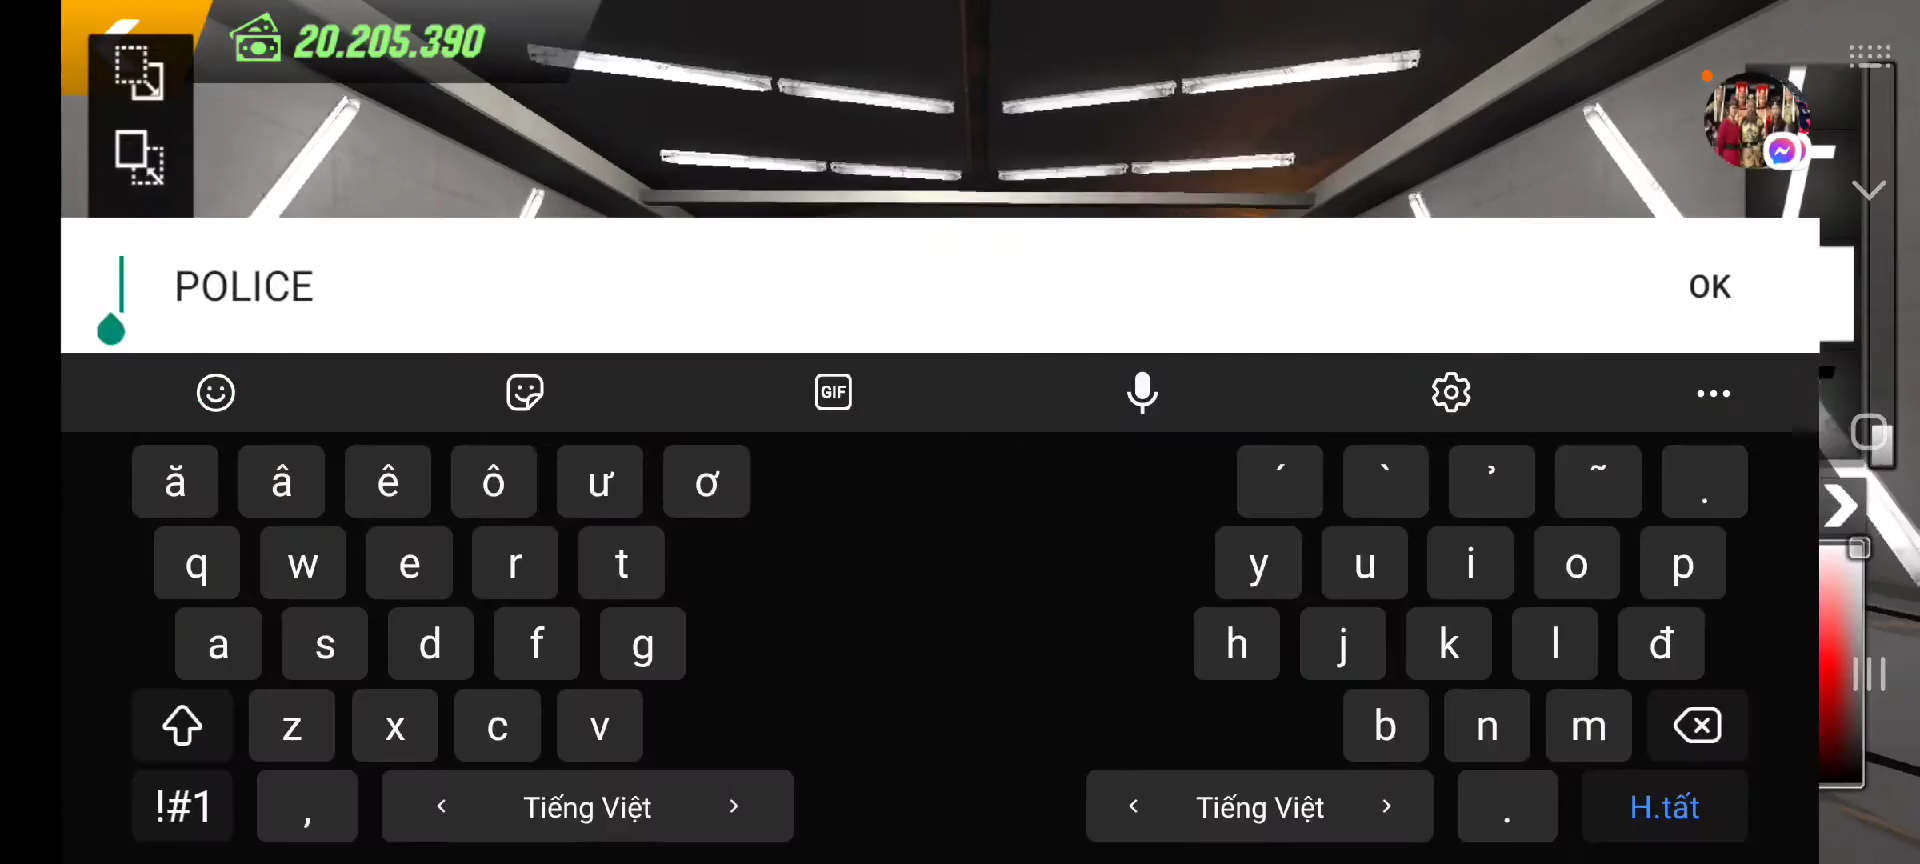 20.205.390
POLICE
OK
GIF
ă â ê ô ư ơ ´ ` ̉ ~ .
q w e r t y u i o p
a s d f g h j k l đ
z x c v b n m
!#1 , < Tiếng Việt > < Tiếng Việt > . H.tất